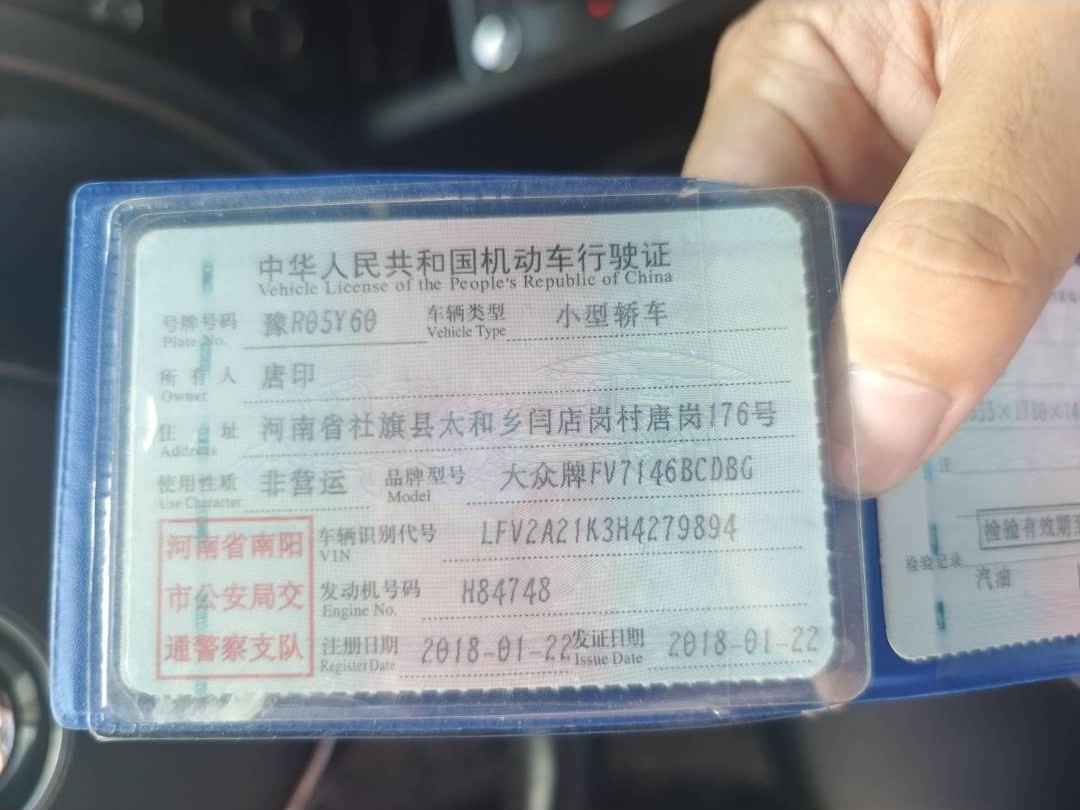 中华人民共和国机动车行驶证
Vehicle License of the People's Republic of China
号牌号码 豫R05Y60 车辆类型 小型轿车
Plate No. Vehicle Type
所有人 唐印
Owner
住址 河南省社旗县太和乡闫店岗村唐岗176号
Address
使用性质 非营运 品牌型号 大众牌FV7146BCDBG
Use Character Model
河南省南阳
市公安局交
通警察支队
车辆识别代号 LFV2A21K3H4279894
VIN
发动机号码 H84748
Engine No.
注册日期 2018-01-22 发证日期 2018-01-22
Register Date Issue Date
×1780×
注
检验有效期至
检验记录
汽油